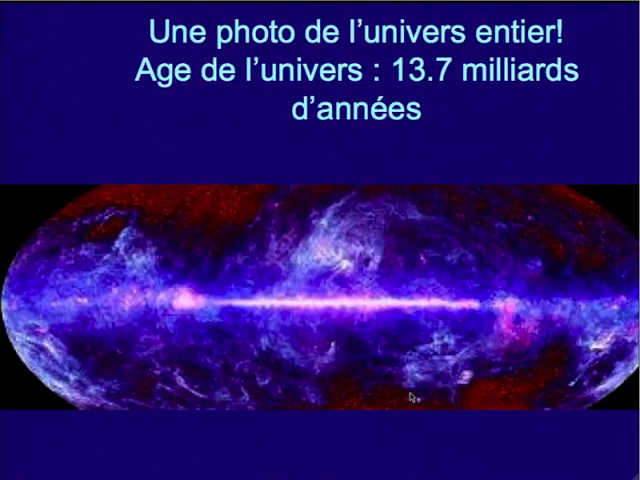 Une photo de l’univers entier!
Age de l’univers : 13.7 milliards
d’années